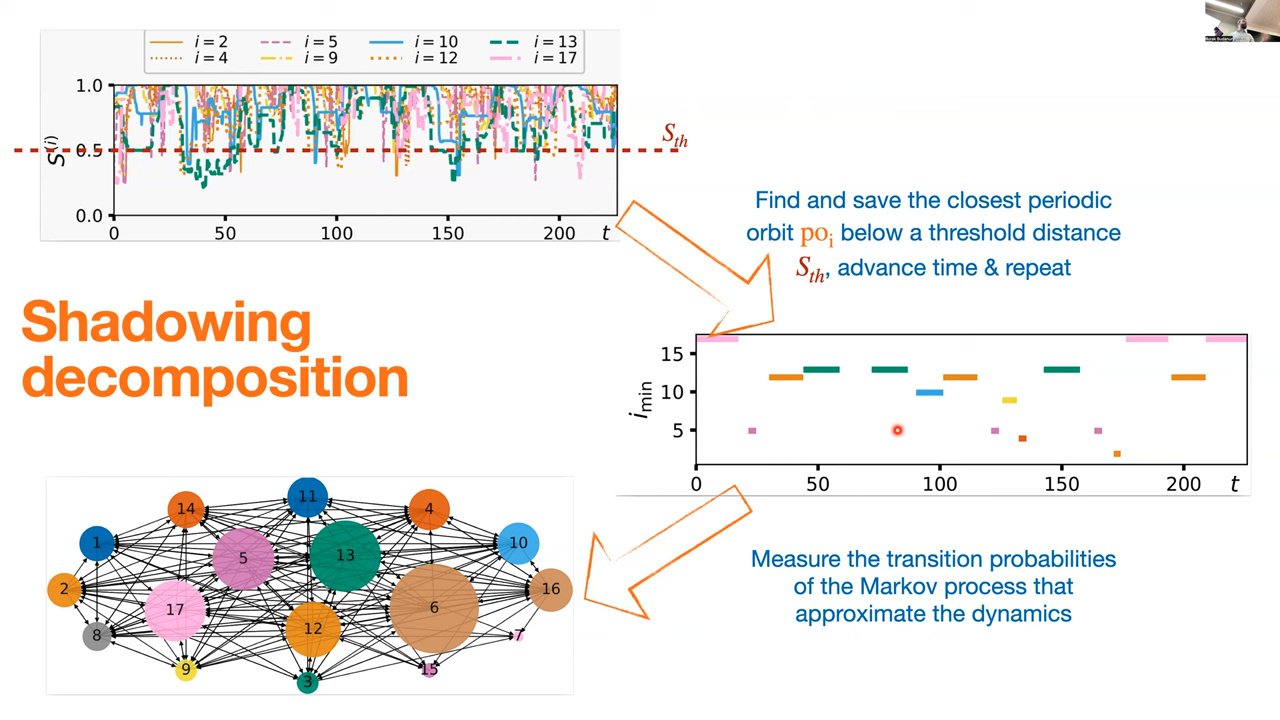 i = 2 i = 5 i = 10 i = 13
i = 4 i = 9 i = 12 i = 17
1.0
0.5
0.0
S(i)
0 50 100 150 200 t
Sth
Find and save the closest periodic
orbit poi below a threshold distance
Sth, advance time & repeat
Shadowing
decomposition
15
10
5
imin
0 50 100 150 200 t
Measure the transition probabilities
of the Markov process that
approximate the dynamics
11
14 4
1 10
5 13
2 16
17 6
12
8 7
9 15
3